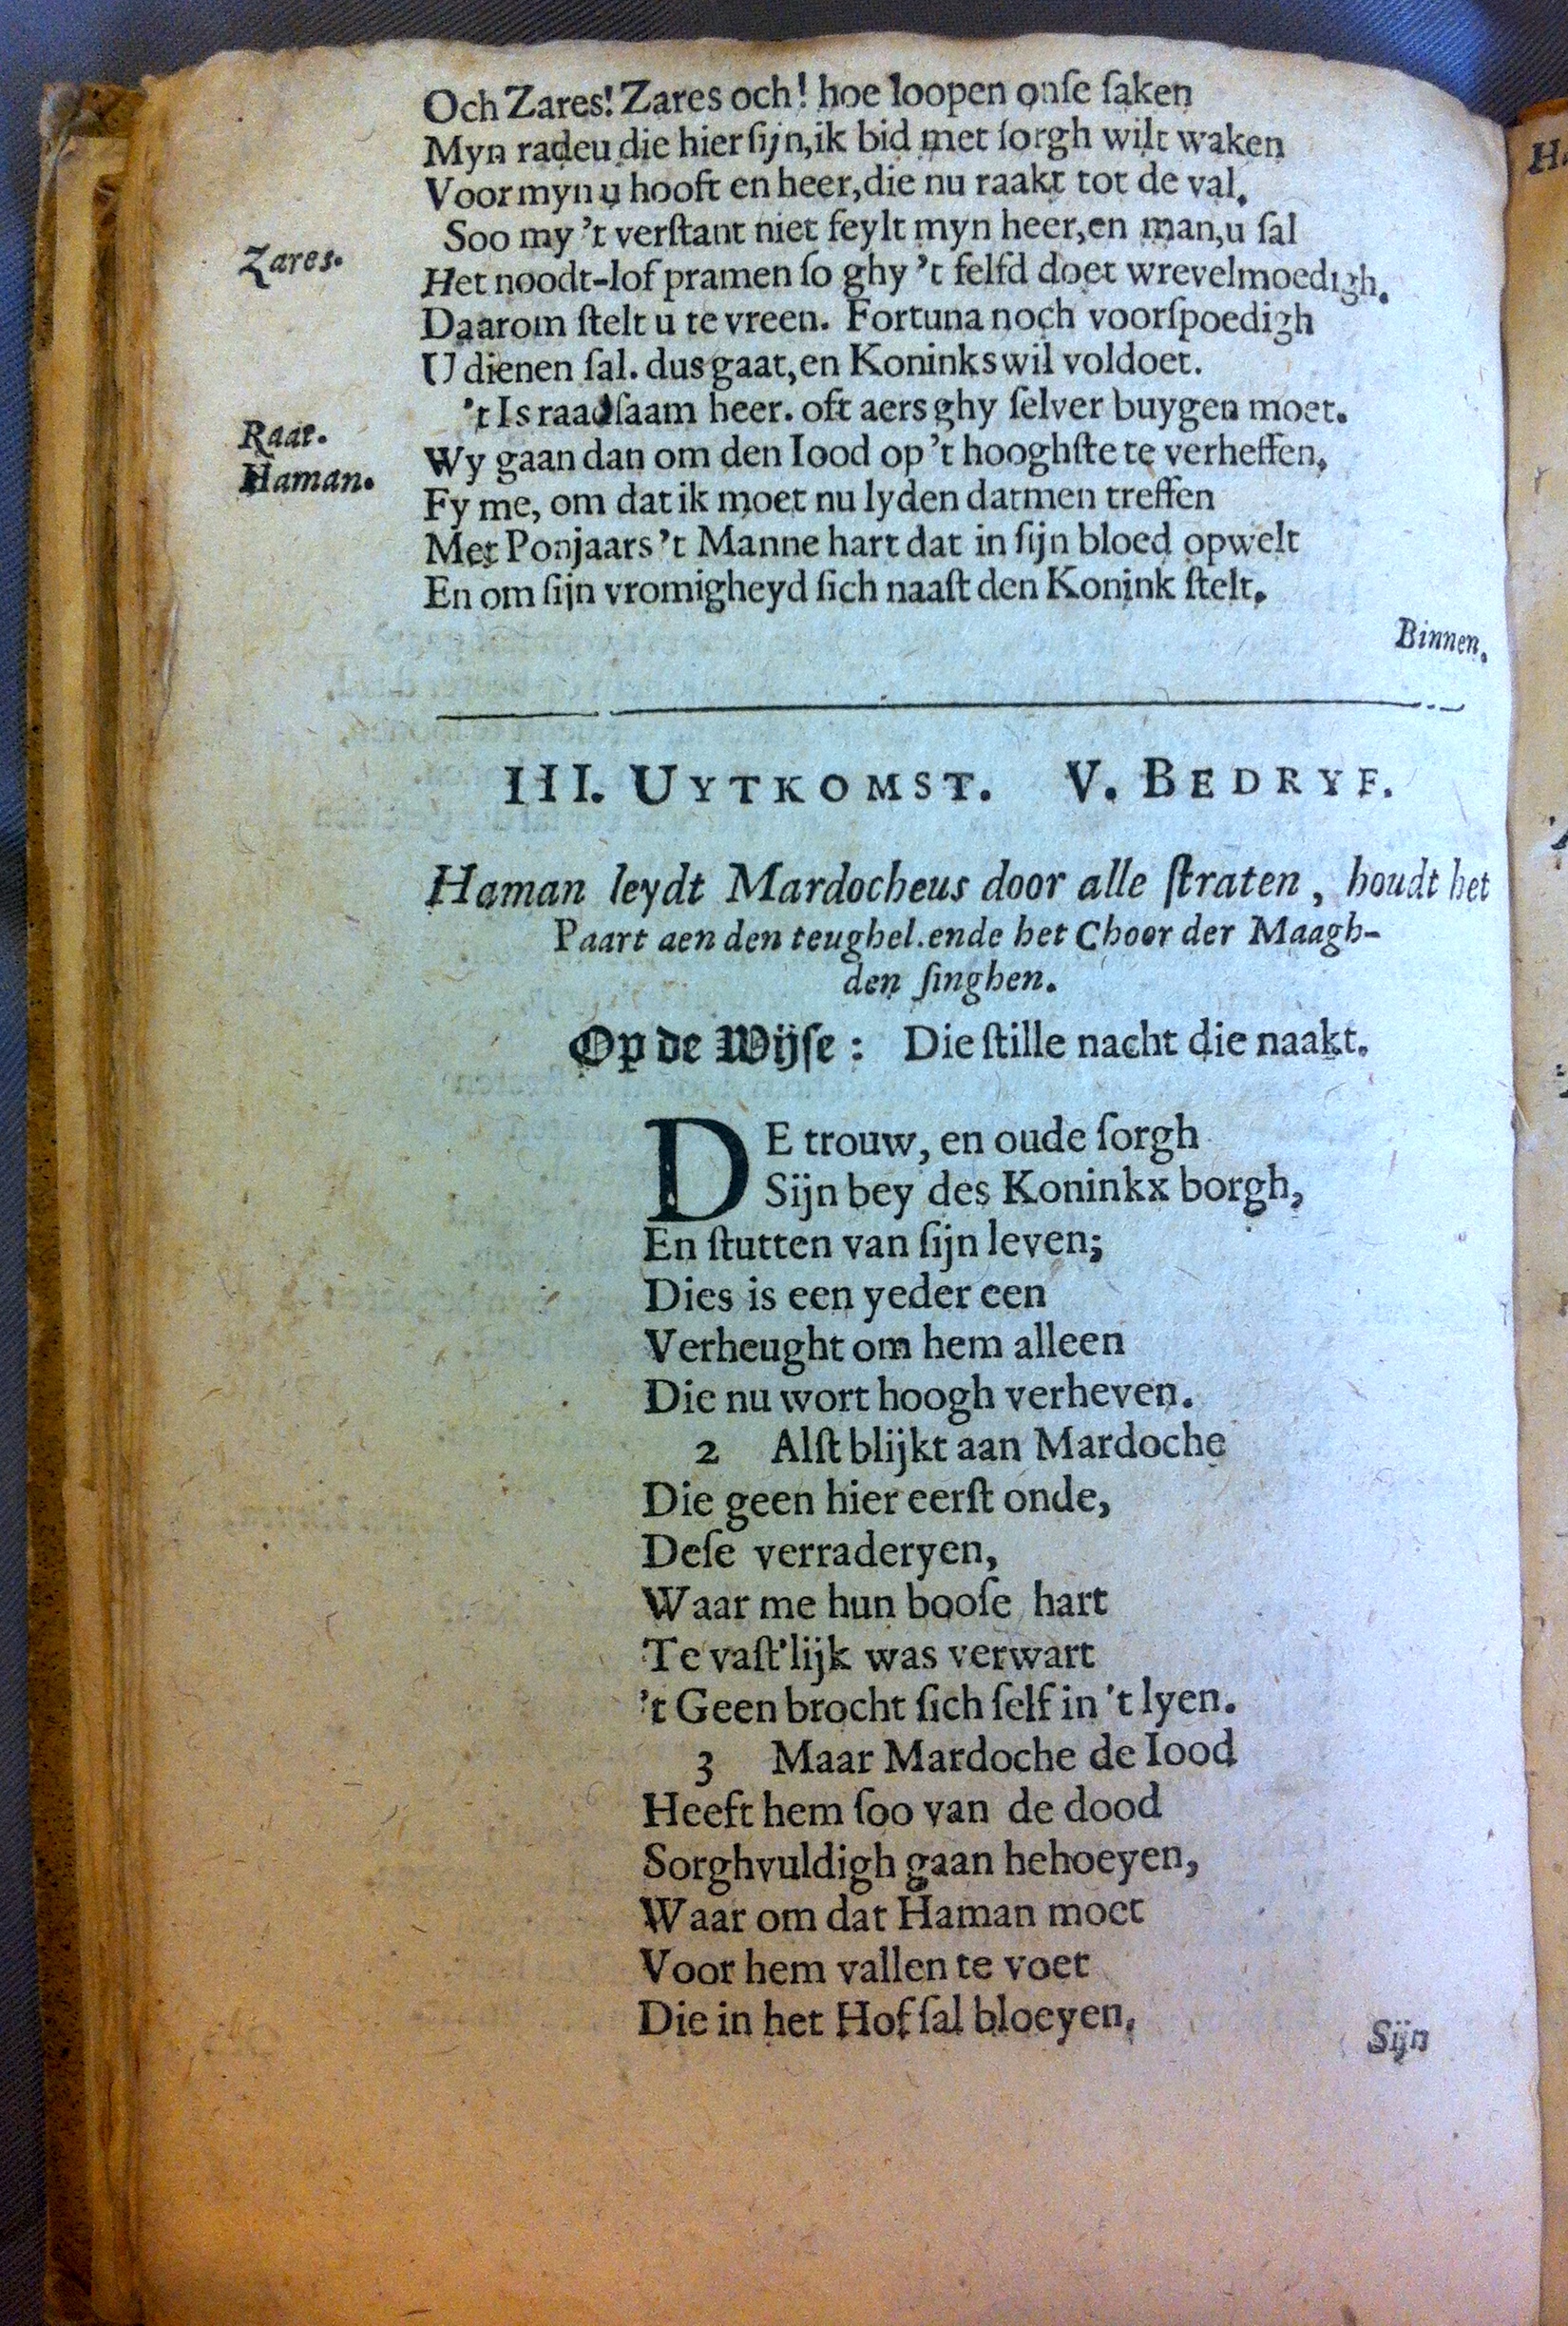 Och Zares! Zares och! hoe loopen onſe ſaken
Myn radeu die hier ſijn, ik bid met ſorgh wilt waken
Voor myn u hooft en heer, die nu raakt tot de val.
Zares. Soo my 't verſtant niet feylt myn heer, en man, u ſal
Het noodt-lof pramen ſo ghy 't felfd doet wrevelmoedigh.
Daarom ſtelt u te vreen. Fortuna noch voorſpoedigh
U dienen ſal. dus gaat, en Koninks wil voldoet.
Raat. 't Is raadſaam heer. oft aers ghy ſelver buygen moet.
Haman. Wy gaan dan om den Iood op 't hooghſte te verheffen,
Fy me, om dat ik moet nu lyden datmen treffen
Met Ponjaars 't Manne hart dat in ſijn bloed opwelt
En om ſijn vromigheyd ſich naaſt den Konink ſtelt.
Binnen.
III. UYTKOMST. V. BEDRYF.
Haman leydt Mardocheus door alle ſtraten, houdt het
Paart aen den teughel. ende het Choor der Maagh-
den ſinghen.
Op de Wijſe: Die ſtille nacht die naakt.
DE trouw, en oude ſorgh
Sijn bey des Koninkx borgh,
En ſtutten van ſijn leven;
Dies is een yeder een
Verheught om hem alleen
Die nu wort hoogh verheven.
2 Alſt blijkt aan Mardoche
Die geen hier eerſt onde,
Deſe verraderyen,
Waar me hun booſe hart
Te vaſt'lijk was verwart
't Geen brocht ſich ſelf in 't lyen.
3 Maar Mardoche de Iood
Heeft hem ſoo van de dood
Sorghvuldigh gaan hehoeyen,
Waar om dat Haman moet
Voor hem vallen te voet
Die in het Hof ſal bloeyen,
Sijn